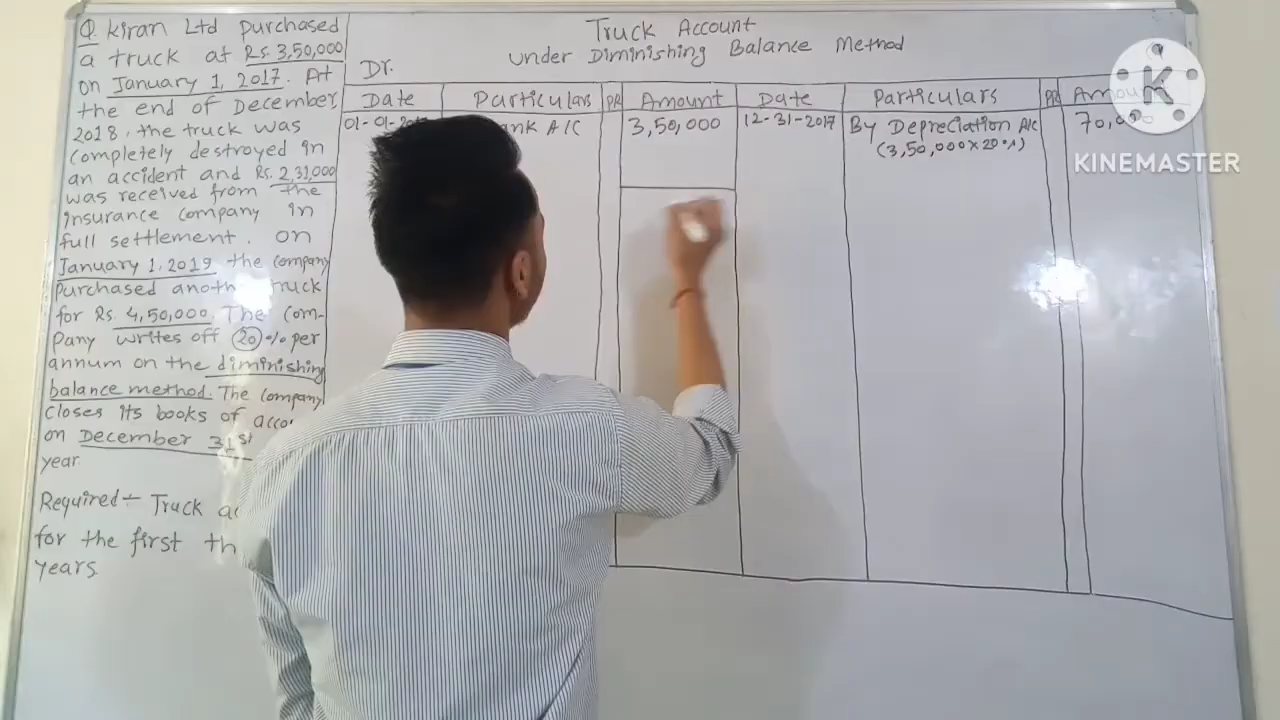 Q. Kiran Ltd purchased
a truck at Rs. 3,50,000
on January 1, 2017. At
the end of December
2018, the truck was
completely destroyed in
an accident and Rs. 2,31,000
was received from the
insurance company in
full settlement. on
January 1, 2019 the company
purchased truck
for Rs. 4,50,000. The Com-
pany writes off 20% per
annum on the diminishing
balance method. The company
closes its books of
on December 31st
year
Required:- Truck
for the first
years.
Truck Account
under Diminishing Balance Method
Dr.
Date Particulars PR Amount Date Particulars PR
A/C 3,50,000 12-31-2017 By Depreciation A/c
(3,50,000×20%)
K
KINEMASTER